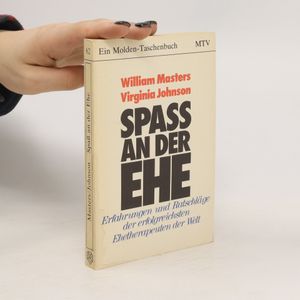 Ein Molden-Taschenbuch MTV
William Masters
Virginia Johnson
SPASS
AN DER
EHE
Erfahrungen und Ratschläge
der erfolgreichsten
Ehetherapeuten der Welt
Masters/Johnson Spaß an der Ehe 62